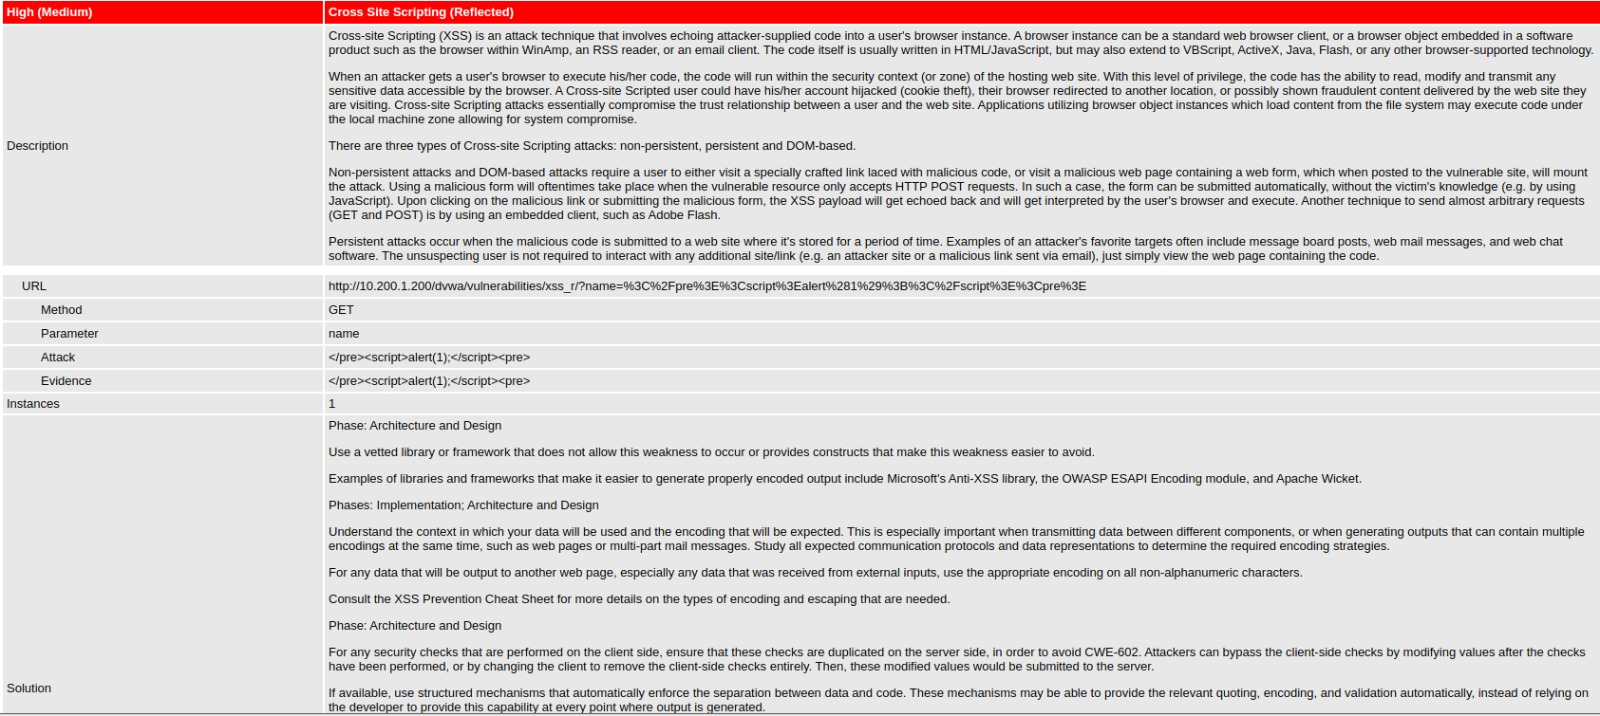 High (Medium)
Cross Site Scripting (Reflected)
Description
Cross-site Scripting (XSS) is an attack technique that involves echoing attacker-supplied code into a user's browser instance. A browser instance can be a standard web browser client, or a browser object embedded in a software
product such as the browser within WinAmp, an RSS reader, or an email client. The code itself is usually written in HTML/JavaScript, but may also extend to VBScript, ActiveX, Java, Flash, or any other browser-supported technology.
When an attacker gets a user's browser to execute his/her code, the code will run within the security context (or zone) of the hosting web site. With this level of privilege, the code has the ability to read, modify and transmit any
sensitive data accessible by the browser. A Cross-site Scripted user could have his/her account hijacked (cookie theft), their browser redirected to another location, or possibly shown fraudulent content delivered by the web site they
are visiting. Cross-site Scripting attacks essentially compromise the trust relationship between a user and the web site. Applications utilizing browser object instances which load content from the file system may execute code under
the local machine zone allowing for system compromise.
There are three types of Cross-site Scripting attacks: non-persistent, persistent and DOM-based.
Non-persistent attacks and DOM-based attacks require a user to either visit a specially crafted link laced with malicious code, or visit a malicious web page containing a web form, which when posted to the vulnerable site, will mount
the attack. Using a malicious form will oftentimes take place when the vulnerable resource only accepts HTTP POST requests. In such a case, the form can be submitted automatically, without the victim's knowledge (e.g. by using
JavaScript). Upon clicking on the malicious link or submitting the malicious form, the XSS payload will get echoed back and will get interpreted by the user's browser and execute. Another technique to send almost arbitrary requests
(GET and POST) is by using an embedded client, such as Adobe Flash.
Persistent attacks occur when the malicious code is submitted to a web site where it's stored for a period of time. Examples of an attacker's favorite targets often include message board posts, web mail messages, and web chat
software. The unsuspecting user is not required to interact with any additional site/link (e.g. an attacker site or a malicious link sent via email), just simply view the web page containing the code.
URL
http://10.200.1.200/dvwa/vulnerabilities/xss_r/?name=%3C%2Fpre%3E%3Cscript%3Ealert%281%29%3B%3C%2Fscript%3E%3Cpre%3E
Method
GET
Parameter
name
Attack
</pre><script>alert(1);</script><pre>
Evidence
</pre><script>alert(1);</script><pre>
Instances
1
Solution
Phase: Architecture and Design
Use a vetted library or framework that does not allow this weakness to occur or provides constructs that make this weakness easier to avoid.
Examples of libraries and frameworks that make it easier to generate properly encoded output include Microsoft's Anti-XSS library, the OWASP ESAPI Encoding module, and Apache Wicket.
Phases: Implementation; Architecture and Design
Understand the context in which your data will be used and the encoding that will be expected. This is especially important when transmitting data between different components, or when generating outputs that can contain multiple
encodings at the same time, such as web pages or multi-part mail messages. Study all expected communication protocols and data representations to determine the required encoding strategies.
For any data that will be output to another web page, especially any data that was received from external inputs, use the appropriate encoding on all non-alphanumeric characters.
Consult the XSS Prevention Cheat Sheet for more details on the types of encoding and escaping that are needed.
Phase: Architecture and Design
For any security checks that are performed on the client side, ensure that these checks are duplicated on the server side, in order to avoid CWE-602. Attackers can bypass the client-side checks by modifying values after the checks
have been performed, or by changing the client to remove the client-side checks entirely. Then, these modified values would be submitted to the server.
If available, use structured mechanisms that automatically enforce the separation between data and code. These mechanisms may be able to provide the relevant quoting, encoding, and validation automatically, instead of relying on
the developer to provide this capability at every point where output is generated.